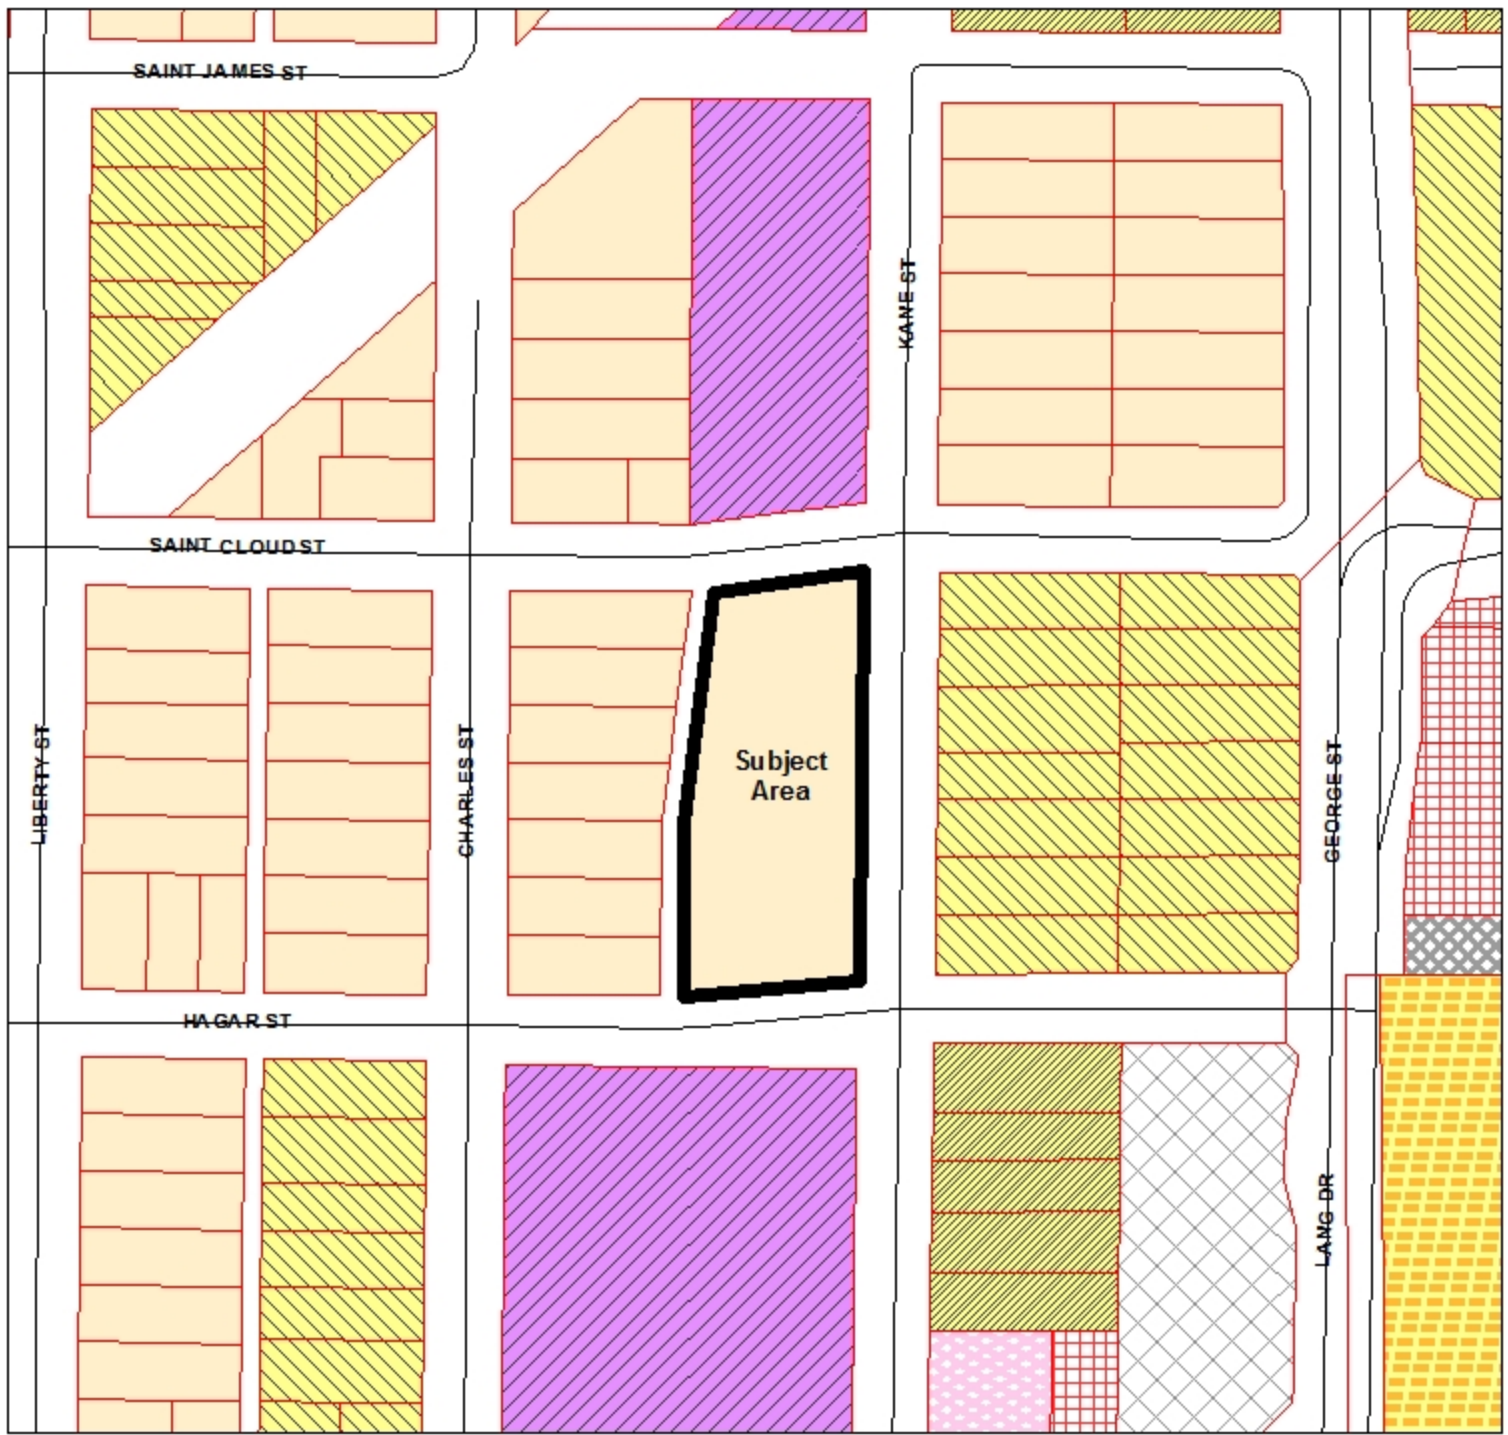 SAINT JAMES ST
KANE ST
SAINT CLOUD ST
LIBERTY ST
CHARLES ST
Subject
Area
GEORGE ST
HAGAR ST
LANG DR